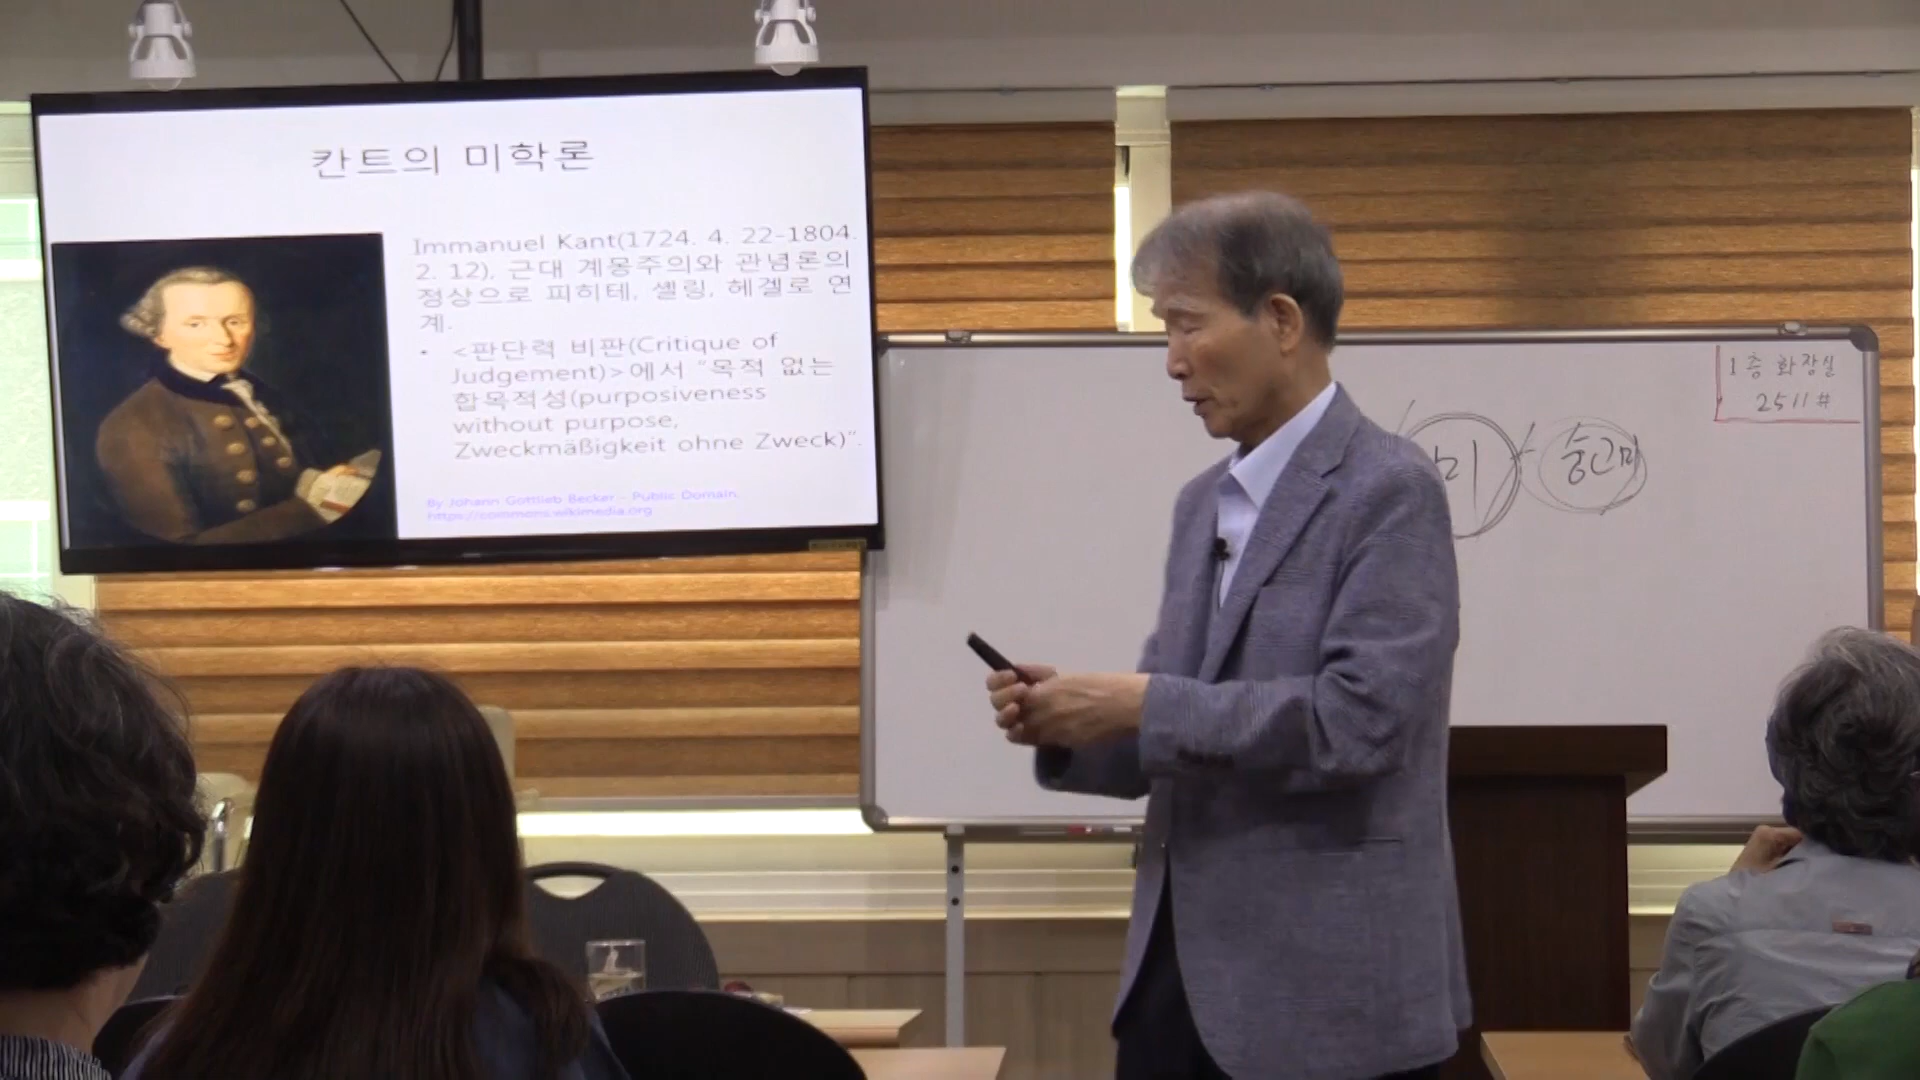 칸트의 미학론
Immanuel Kant(1724. 4. 22-1804.
2. 12), 근대 계몽주의와 관념론의
정상으로 피히테, 셸링, 헤겔로 연
계.
• <판단력 비판(Critique of
Judgement)>에서 "목적 없는
합목적성(purposiveness
without purpose,
Zweckmäßigkeit ohne Zweck)".
By Johann Gottlieb Becker - Public Domain,
https://commons.wikimedia.org
1층 화장실
2511#
미
숭고미